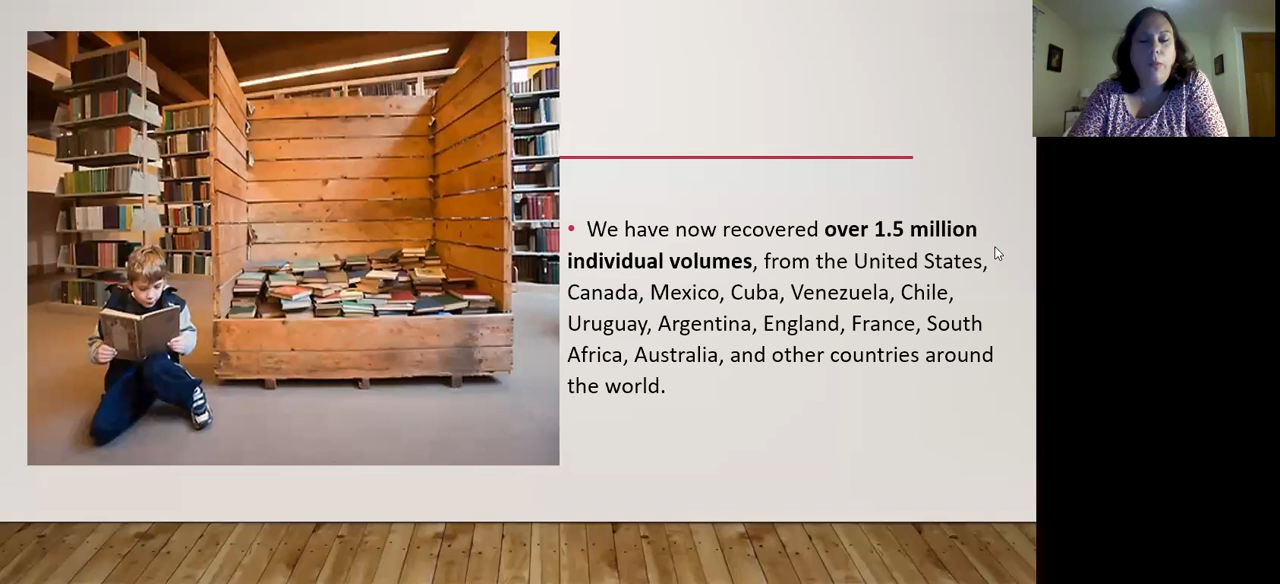 • We have now recovered over 1.5 million
individual volumes, from the United States,
Canada, Mexico, Cuba, Venezuela, Chile,
Uruguay, Argentina, England, France, South
Africa, Australia, and other countries around
the world.